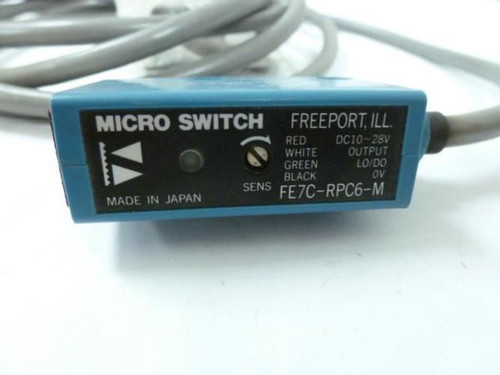 MICRO SWITCH
FREEPORT, ILL.
RED DC10~28V
WHITE OUTPUT
GREEN LO/DO
BLACK 0V
SENS
MADE IN JAPAN
FE7C-RPC6-M